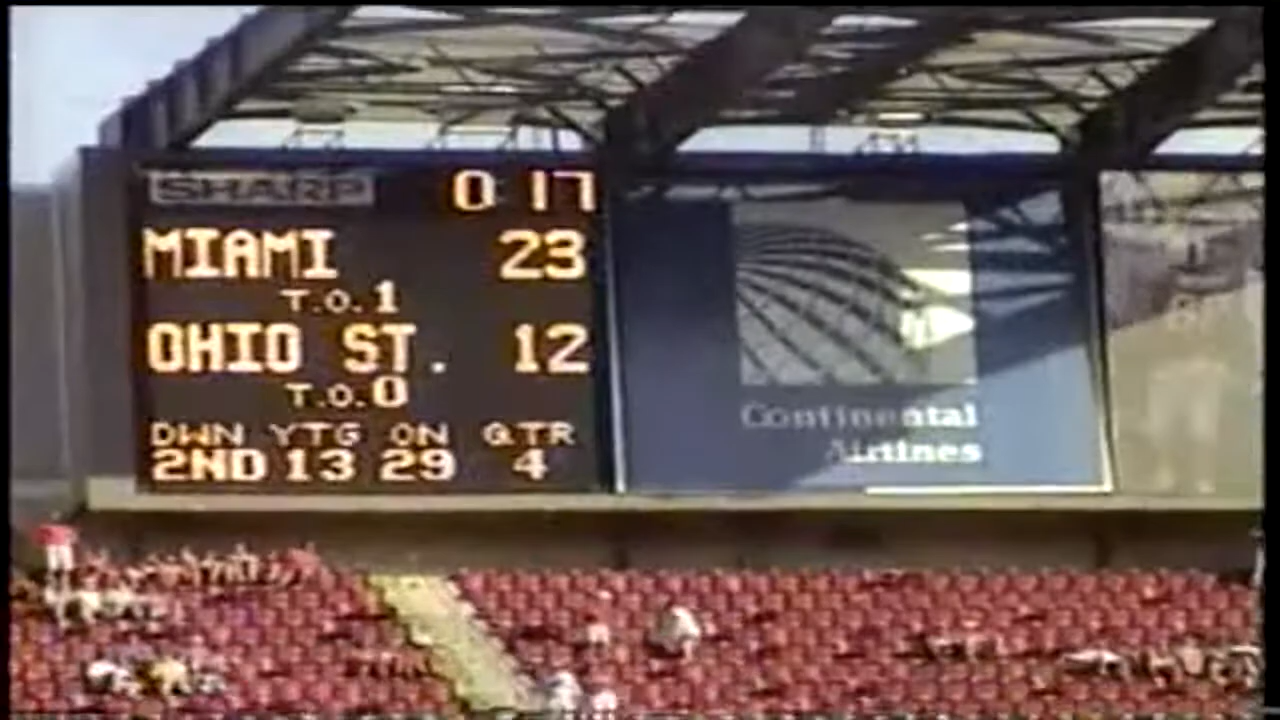 SHARP 0 17
MIAMI 23
T.O. 1
OHIO ST. 12
T.O. 0
DWN YTG ON QTR
2ND 13 29 4
Continental
Airlines